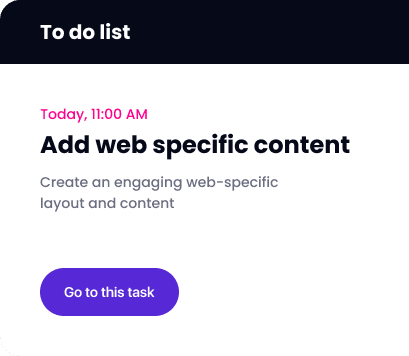 To do list
Today, 11:00 AM
Add web specific content
Create an engaging web-specific
layout and content
Go to this task